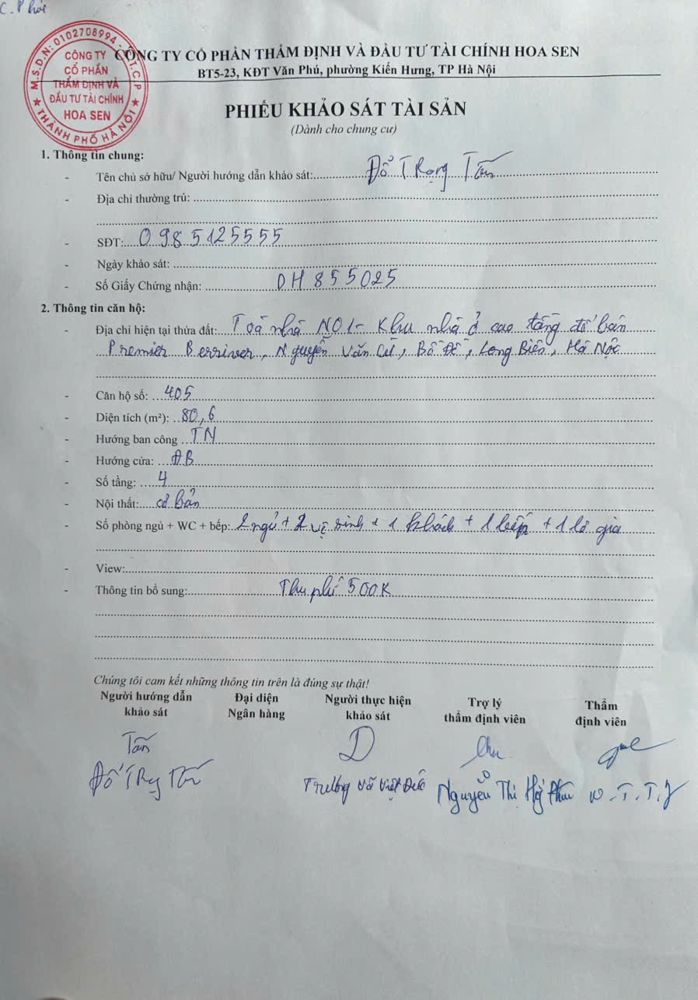 C. Phúc
M.S.D.N: 0102708994 - C.T.C.P
CÔNG TY
CỔ PHẦN
THẨM ĐỊNH VÀ
ĐẦU TƯ TÀI CHÍNH
HOA SEN
★ THÀNH PHỐ HÀ NỘI ★
CÔNG TY CỔ PHẦN THẨM ĐỊNH VÀ ĐẦU TƯ TÀI CHÍNH HOA SEN
BT5-23, KĐT Văn Phú, phường Kiến Hưng, TP Hà Nội
PHIẾU KHẢO SÁT TÀI SẢN
(Dành cho chung cư)
1. Thông tin chung:
- Tên chủ sở hữu/ Người hướng dẫn khảo sát: Đỗ Trọng Tấn
- Địa chỉ thường trú:
- SĐT: 0985125555
- Ngày khảo sát:
- Số Giấy Chứng nhận: DH 855025
2. Thông tin căn hộ:
- Địa chỉ hiện tại thửa đất: Toà nhà NO1- Khu nhà ở cao tầng để bán
Premier Berriver, Nguyễn Văn Cừ, Bồ Đề, Long Biên, Hà Nội
- Căn hộ số: 405
- Diện tích (m²): 80,6
- Hướng ban công TN
- Hướng cửa: ĐB
- Số tầng: 4
- Nội thất: cơ bản
- Số phòng ngủ + WC + bếp: 2 ngủ + 2 vệ sinh + 1 khách + 1 bếp + 1 lô gia
- View:
- Thông tin bổ sung: Thu phí 500K
Chúng tôi cam kết những thông tin trên là đúng sự thật!
Người hướng dẫn Đại diện Người thực hiện Trợ lý Thẩm
khảo sát Ngân hàng khảo sát thẩm định viên định viên
Tấn
Đỗ Trọng Tấn Trương Võ Việt Đức Nguyễn Thị Hà T.T.